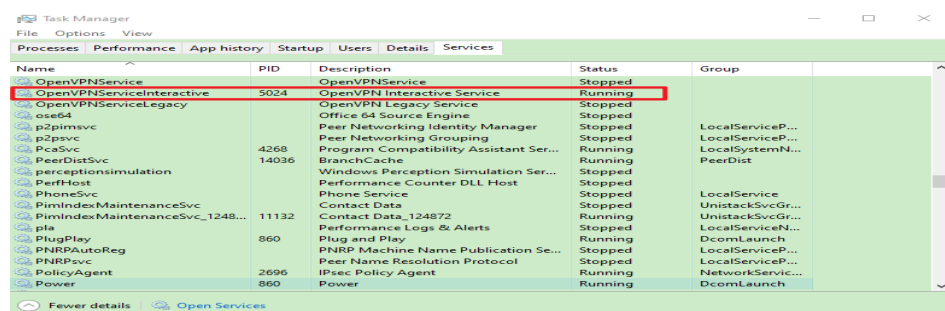 Task Manager
File Options View
Processes Performance App history Startup Users Details Services
Name PID Description Status Group
OpenVPNService OpenVPNService Stopped
OpenVPNServiceInteractive 5024 OpenVPN Interactive Service Running
OpenVPNServiceLegacy OpenVPN Legacy Service Stopped
ose64 Office 64 Source Engine Stopped
p2pimsvc Peer Networking Identity Manager Stopped LocalServiceP...
p2psvc Peer Networking Grouping Stopped LocalServiceP...
PcaSvc 4268 Program Compatibility Assistant Ser... Running LocalSystemN...
PeerDistSvc 14036 BranchCache Running PeerDist
perceptionsimulation Windows Perception Simulation Ser... Stopped
PerfHost Performance Counter DLL Host Stopped
PhoneSvc Phone Service Stopped LocalService
PimIndexMaintenanceSvc Contact Data Stopped UnistackSvcGr...
PimIndexMaintenanceSvc_1248... 11132 Contact Data_124872 Running UnistackSvcGr...
pla Performance Logs & Alerts Stopped LocalServiceN...
PlugPlay 860 Plug and Play Running DcomLaunch
PNRPAutoReg PNRP Machine Name Publication Se... Stopped LocalServiceP...
PNRPsvc Peer Name Resolution Protocol Stopped LocalServiceP...
PolicyAgent 2696 IPsec Policy Agent Running NetworkServic...
Power 860 Power Running DcomLaunch
Fewer details Open Services